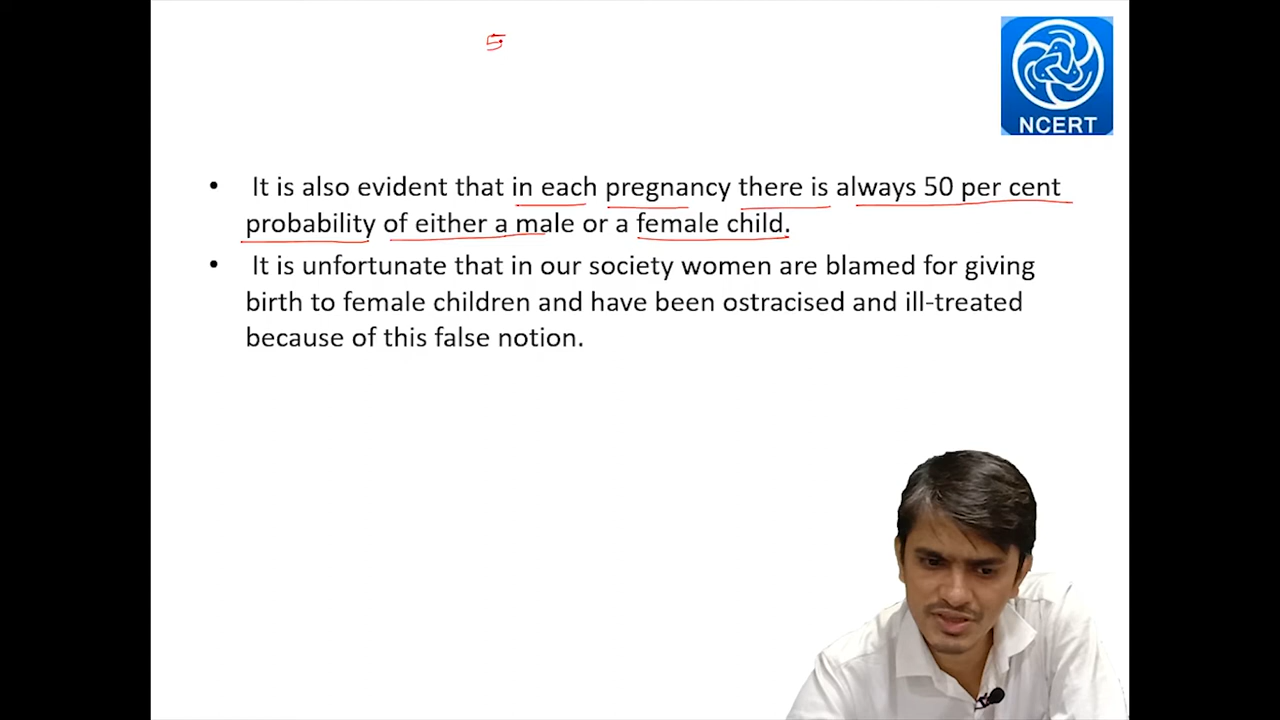 5
NCERT
• It is also evident that in each pregnancy there is always 50 per cent
probability of either a male or a female child.
• It is unfortunate that in our society women are blamed for giving
birth to female children and have been ostracised and ill-treated
because of this false notion.